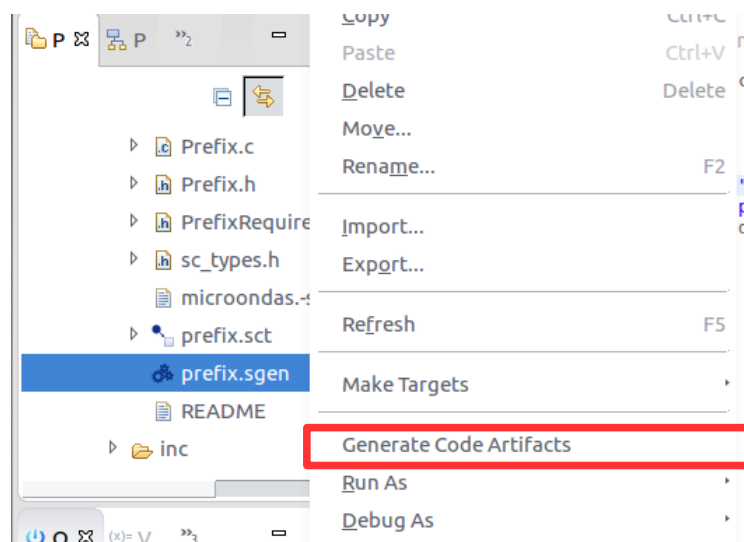 P P »2
Prefix.c
Prefix.h
PrefixRequire
sc_types.h
microondas.-s
prefix.sct
prefix.sgen
README
inc
O (x)= V »3
Copy Ctrl+C
Paste Ctrl+V
Delete Delete
Move...
Rename... F2
Import...
Export...
Refresh F5
Make Targets
Generate Code Artifacts
Run As
Debug As